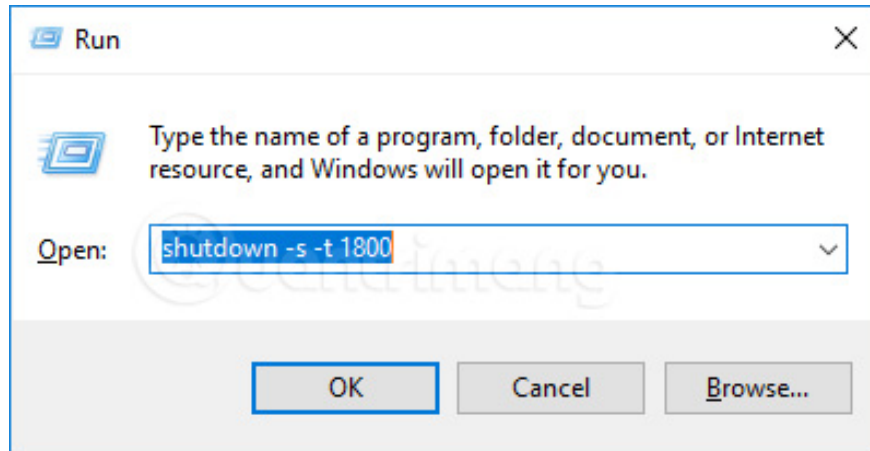 Run
Type the name of a program, folder, document, or Internet
resource, and Windows will open it for you.
Open: shutdown -s -t 1800
OK Cancel Browse...